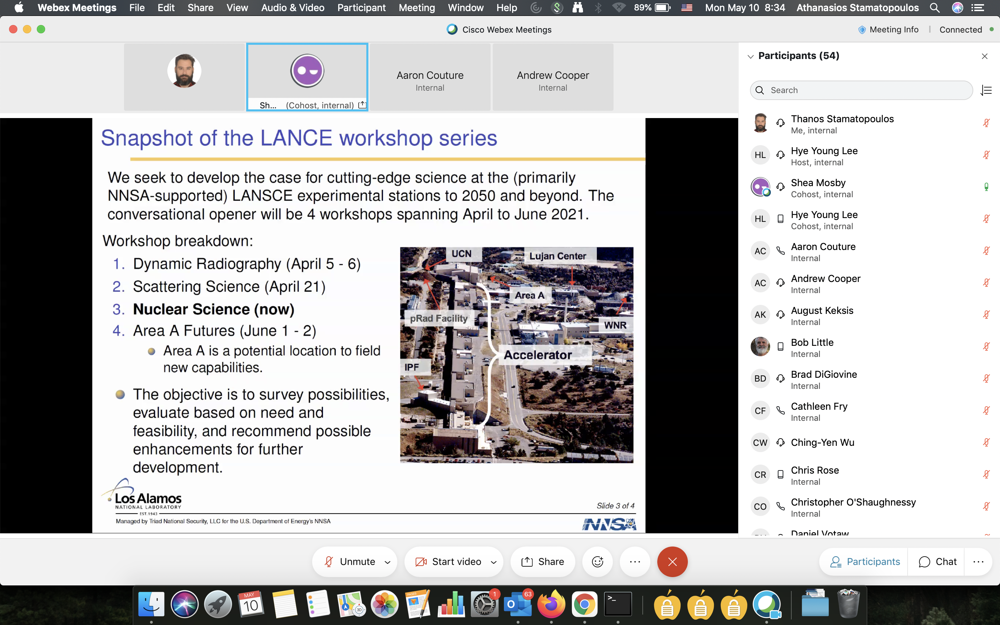 Webex Meetings File Edit Share View Audio & Video Participant Meeting Window Help 89% Mon May 10 8:34 Athanasios Stamatopoulos
Cisco Webex Meetings
Meeting Info | Connected
Sh... (Cohost, internal)
Aaron Couture
Internal
Andrew Cooper
Internal
Snapshot of the LANCE workshop series
We seek to develop the case for cutting-edge science at the (primarily
NNSA-supported) LANSCE experimental stations to 2050 and beyond. The
conversational opener will be 4 workshops spanning April to June 2021.
Workshop breakdown:
1. Dynamic Radiography (April 5 - 6)
2. Scattering Science (April 21)
3. Nuclear Science (now)
4. Area A Futures (June 1 - 2)
Area A is a potential location to field
new capabilities.
The objective is to survey possibilities,
evaluate based on need and
feasibility, and recommend possible
enhancements for further
development.
UCN
Lujan Center
Area A
pRad Facility
WNR
Accelerator
IPF
Los Alamos
NATIONAL LABORATORY
EST.1943
Slide 3 of 4
Managed by Triad National Security, LLC for the U.S. Department of Energy's NNSA
NNSA
Participants (54)
Search
Thanos Stamatopoulos
Me, internal
HL Hye Young Lee
Host, internal
Shea Mosby
Cohost, internal
HL Hye Young Lee
Cohost, internal
AC Aaron Couture
Internal
AC Andrew Cooper
Internal
AK August Keksis
Internal
Bob Little
Internal
BD Brad DiGiovine
Internal
CF Cathleen Fry
Internal
CW Ching-Yen Wu
CR Chris Rose
Internal
CO Christopher O'Shaughnessy
Internal
Daniel Votaw
Unmute
Start video
Share
Participants
Chat
MAY
10
3D
PAGES
1
63
>_